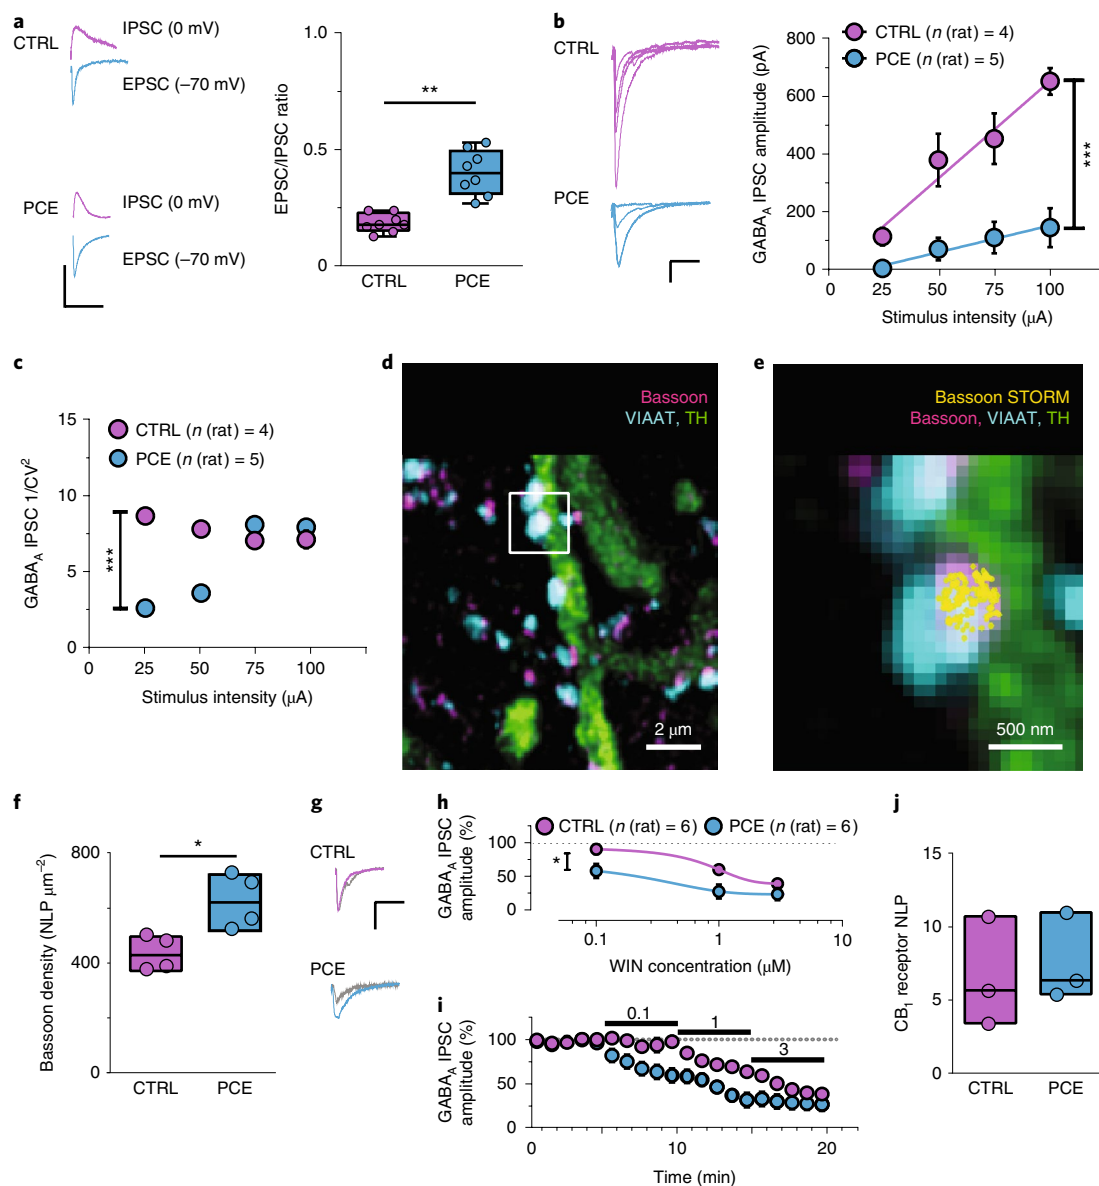 a
CTRL
IPSC (0 mV)
EPSC (−70 mV)
PCE
IPSC (0 mV)
EPSC (−70 mV)
EPSC/IPSC ratio
1.0
0.5
0
**
CTRL
PCE
b
CTRL
PCE
GABA_A IPSC amplitude (pA)
800
600
400
200
0
CTRL (n (rat) = 4)
PCE (n (rat) = 5)
***
0
25
50
75
100
Stimulus intensity (μA)
c
GABA_A IPSC 1/CV²
15
10
5
0
CTRL (n (rat) = 4)
PCE (n (rat) = 5)
***
0
25
50
75
100
Stimulus intensity (μA)
d
Bassoon
VIAAT, TH
2 μm
e
Bassoon STORM
Bassoon, VIAAT, TH
500 nm
f
Bassoon density (NLP μm⁻²)
800
400
0
*
CTRL
PCE
g
CTRL
PCE
h
CTRL (n (rat) = 6)
PCE (n (rat) = 6)
GABA_A IPSC
amplitude (%)
100
50
0
*
0.1
1
10
WIN concentration (μM)
i
GABA_A IPSC
amplitude (%)
100
50
0
0.1
1
3
0
10
20
Time (min)
j
CB₁ receptor NLP
15
10
5
0
CTRL
PCE